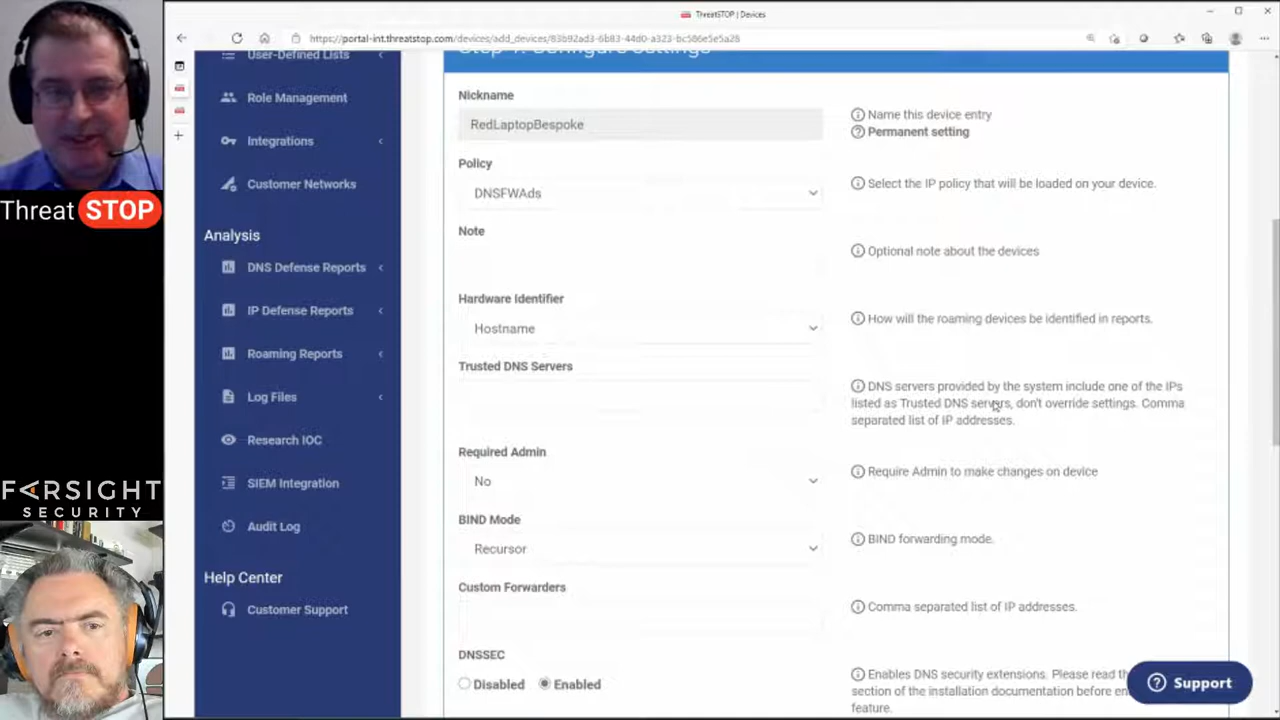 ThreatSTOP | Devices
https://portal-int.threatstop.com/devices/add_devices/83b92ad3-6b83-44d0-a323-bc586e5e5a28
User-Defined Lists
Role Management
Integrations
Customer Networks
Analysis
DNS Defense Reports
IP Defense Reports
Roaming Reports
Log Files
Research IOC
SIEM Integration
Audit Log
Help Center
Customer Support
Nickname
RedLaptopBespoke
Name this device entry
Permanent setting
Policy
DNSFWAds
Select the IP policy that will be loaded on your device.
Note
Optional note about the devices
Hardware Identifier
Hostname
How will the roaming devices be identified in reports.
Trusted DNS Servers
DNS servers provided by the system include one of the IPs
listed as Trusted DNS servers, don't override settings. Comma
separated list of IP addresses.
Required Admin
No
Require Admin to make changes on device
BIND Mode
Recursor
BIND forwarding mode.
Custom Forwarders
Comma separated list of IP addresses.
DNSSEC
Disabled Enabled
Enables DNS security extensions. Please read th
section of the installation documentation before en
feature.
Support
Threat STOP
FARSIGHT
SECURITY